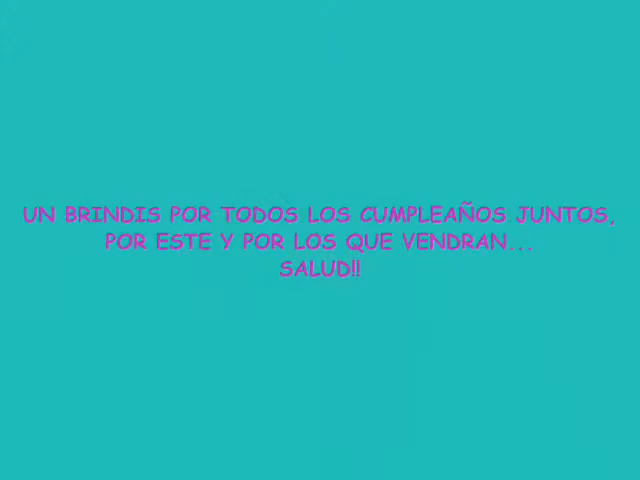 UN BRINDIS POR TODOS LOS CUMPLEAÑOS JUNTOS,
POR ESTE Y POR LOS QUE VENDRAN...
SALUD!!